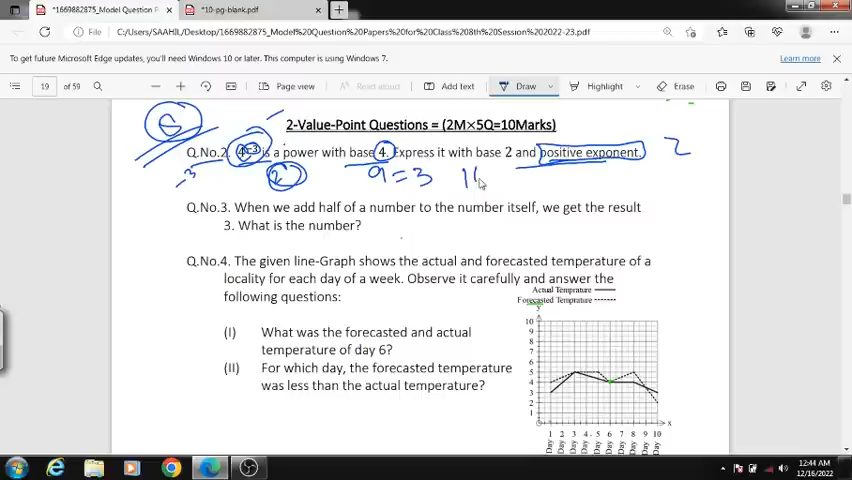 *1669882875_Model Question P
*10-pg-blank.pdf
File
C:/Users/SAAHIL/Desktop/1669882875_Model%20Question%20Papers%20for%20Class%208th%20Session%202022-23.pdf
To get future Microsoft Edge updates, you'll need Windows 10 or later. This computer is using Windows 7.
Learn more
19 of 59
Page view
Read aloud
Add text
Draw
Highlight
Erase
6
2-Value-Point Questions = (2M×5Q=10Marks)
Q.No.2. 4⁻³ is a power with base 4. Express it with base 2 and positive exponent.
2
-3
2
9 = 3
11
Q.No.3. When we add half of a number to the number itself, we get the result
3. What is the number?
Q.No.4. The given line-Graph shows the actual and forecasted temperature of a
locality for each day of a week. Observe it carefully and answer the
following questions:
Actual Temprature
Forecasted Temprature
(I) What was the forecasted and actual
temperature of day 6?
(II) For which day, the forecasted temperature
was less than the actual temperature?
y
10
9
8
7
6
5
4
3
2
1
x
1 2 3 4 5 6 7 8 9 10
Day Day Day Day Day Day Day Day Day Day
12:44 AM
12/16/2022